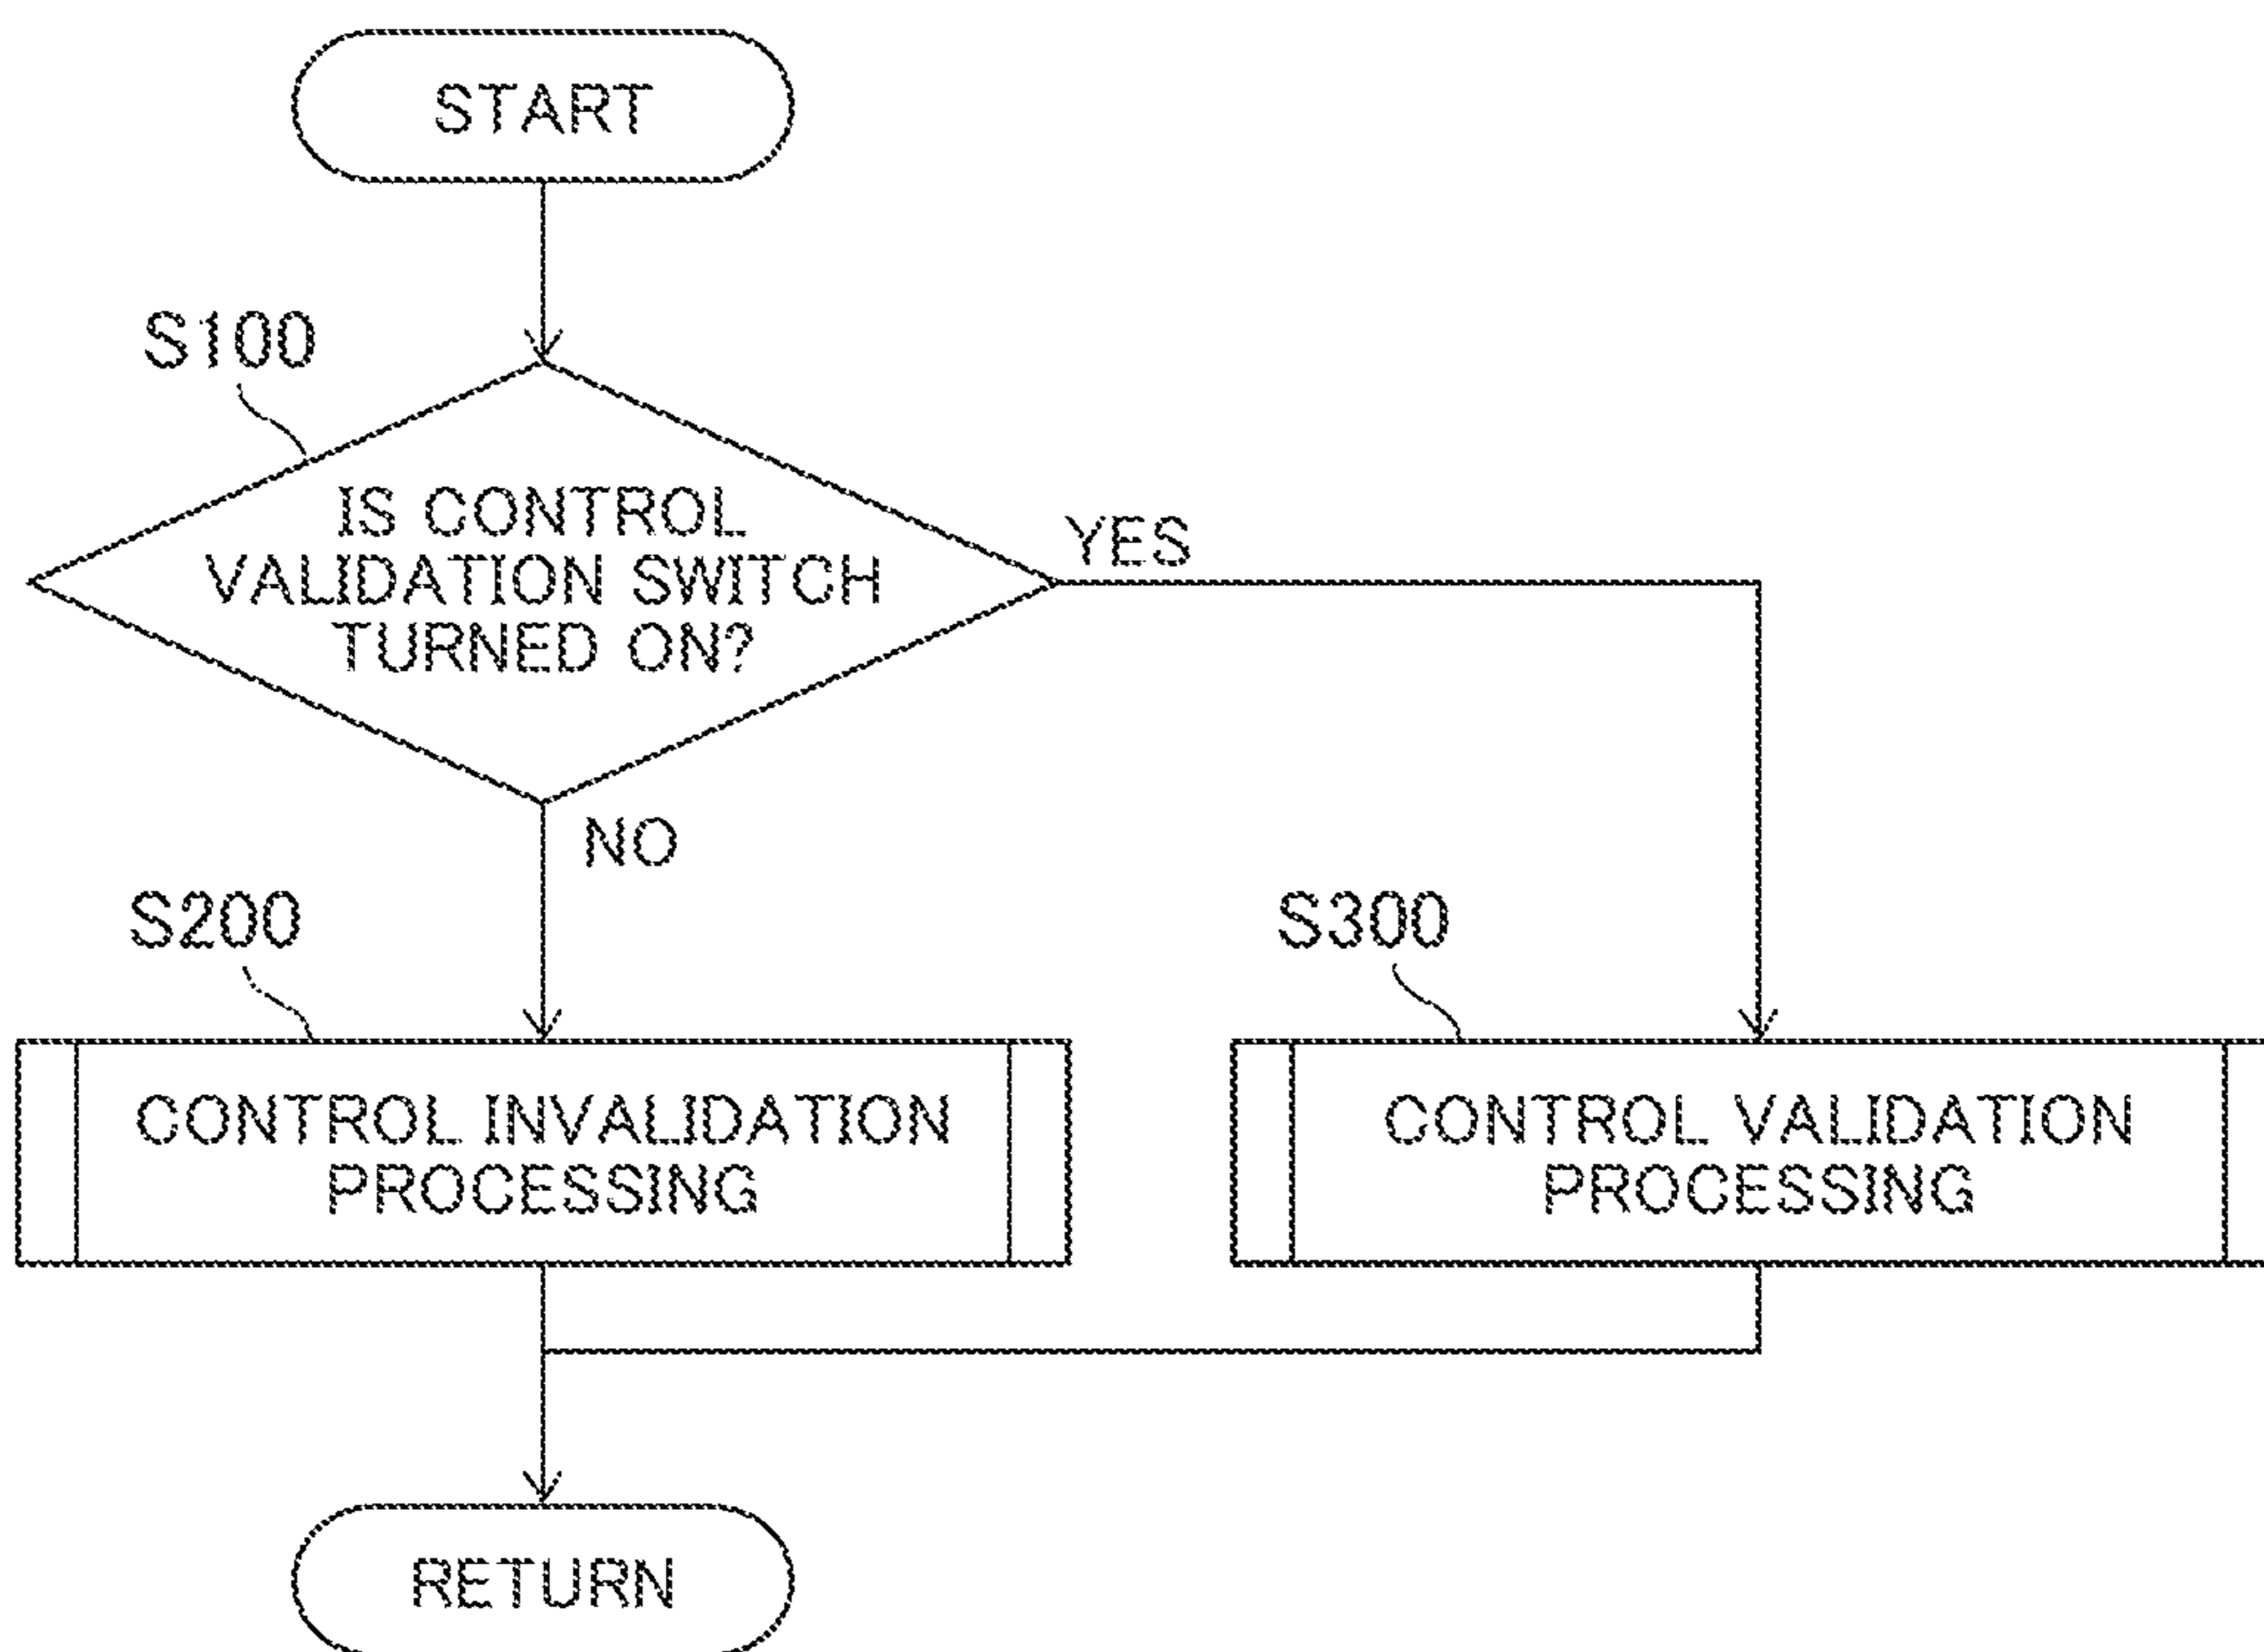 START
S100
IS CONTROL
VALIDATION SWITCH
TURNED ON?
YES
NO
S200
S300
CONTROL INVALIDATION
PROCESSING
CONTROL VALIDATION
PROCESSING
RETURN